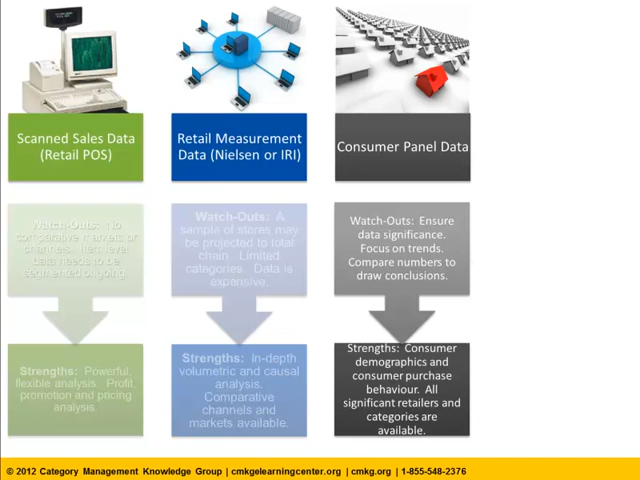 Scanned Sales Data
(Retail POS)
Retail Measurement
Data (Nielsen or IRI)
Consumer Panel Data
Watch-Outs: No
comparative markets or
channels. Item level
data needs to be
segmented ongoing.
Watch-Outs: A
sample of stores may
be projected to total
chain. Limited
categories. Data is
expensive.
Watch-Outs: Ensure
data significance.
Focus on trends.
Compare numbers to
draw conclusions.
Strengths: Powerful,
flexible analysis. Profit,
promotion and pricing
analysis.
Strengths: In-depth
volumetric and causal
analysis.
Comparative
channels and
markets available.
Strengths: Consumer
demographics and
consumer purchase
behaviour. All
significant retailers and
categories are
available.
© 2012 Category Management Knowledge Group | cmkgelearningcenter.org | cmkg.org | 1-855-548-2376